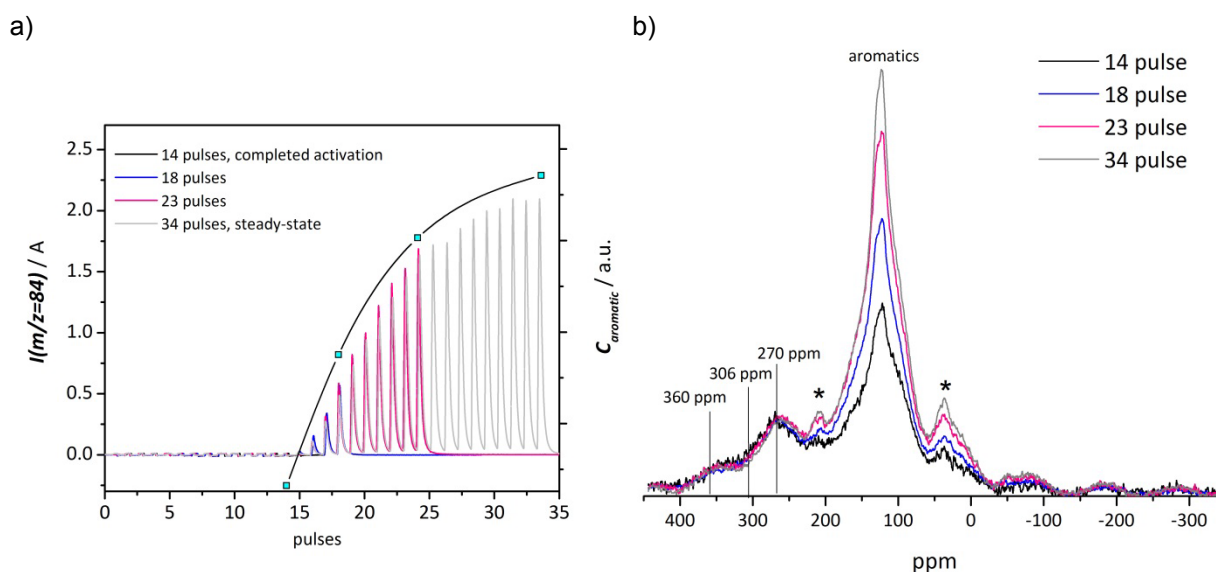 a)
2.5
2.0
1.5
1.0
0.5
0.0
I(m/z=84) / A
14 pulses, completed activation
18 pulses
23 pulses
34 pulses, steady-state
0 5 10 15 20 25 30 35
pulses
b)
aromatics
14 pulse
18 pulse
23 pulse
34 pulse
270 ppm
306 ppm
360 ppm
* *
C aromatic / a.u.
400 300 200 100 0 -100 -200 -300
ppm